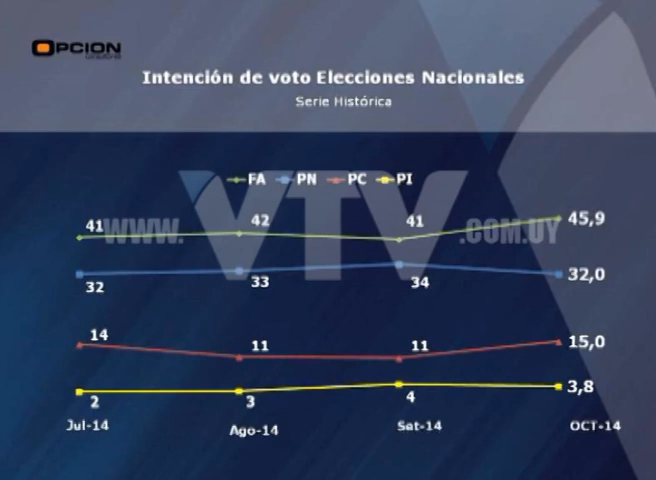 OPCION
Intención de voto Elecciones Nacionales
Serie Histórica
FA PN PC PI
WWW.VTV.COM.UY
41 42 41 45,9
32 33 34 32,0
14 11 11 15,0
2 3 4 3,8
Jul-14 Ago-14 Set-14 OCT-14